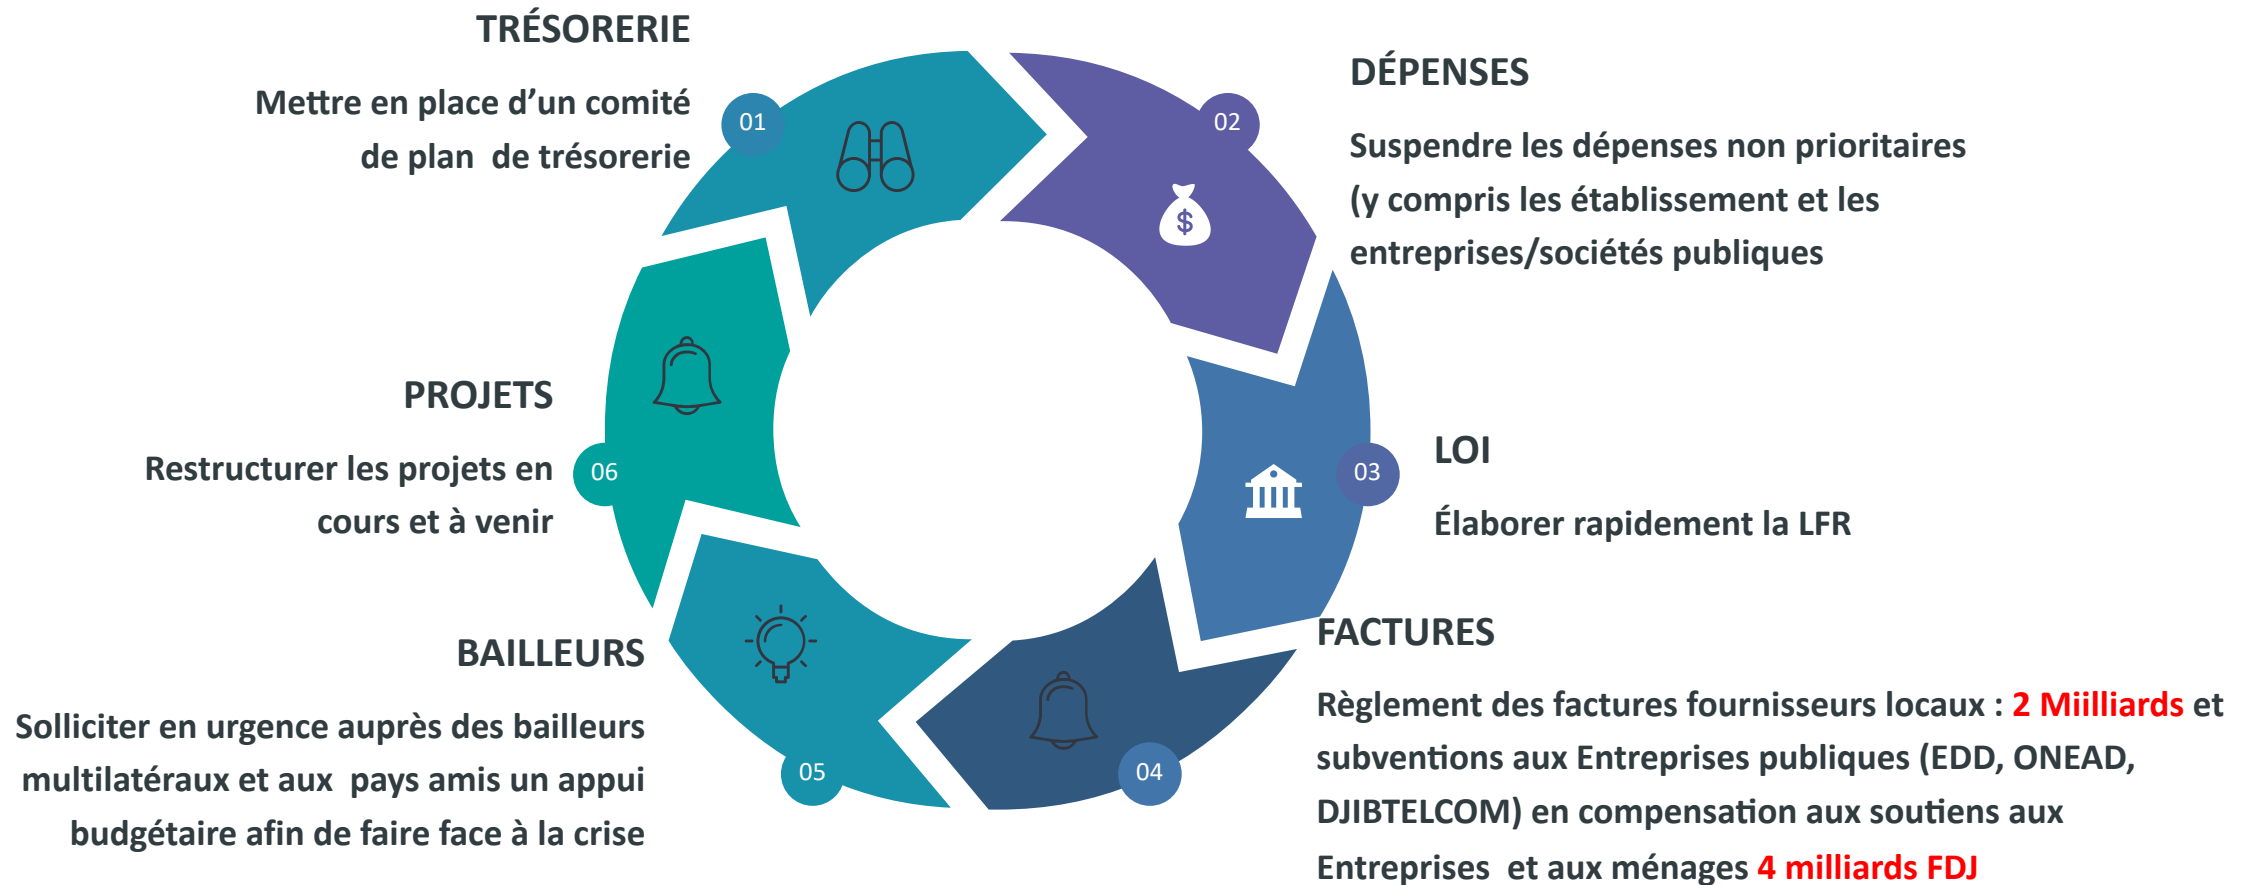 TRÉSORERIE
Mettre en place d’un comité
de plan de trésorerie
01
02
DÉPENSES
Suspendre les dépenses non prioritaires
(y compris les établissement et les
entreprises/sociétés publiques
$
03
LOI
Élaborer rapidement la LFR
04
FACTURES
Règlement des factures fournisseurs locaux : 2 Miilliards et
subventions aux Entreprises publiques (EDD, ONEAD,
DJIBTELCOM) en compensation aux soutiens aux
Entreprises et aux ménages 4 milliards FDJ
05
BAILLEURS
Solliciter en urgence auprès des bailleurs
multilatéraux et aux pays amis un appui
budgétaire afin de faire face à la crise
06
PROJETS
Restructurer les projets en
cours et à venir